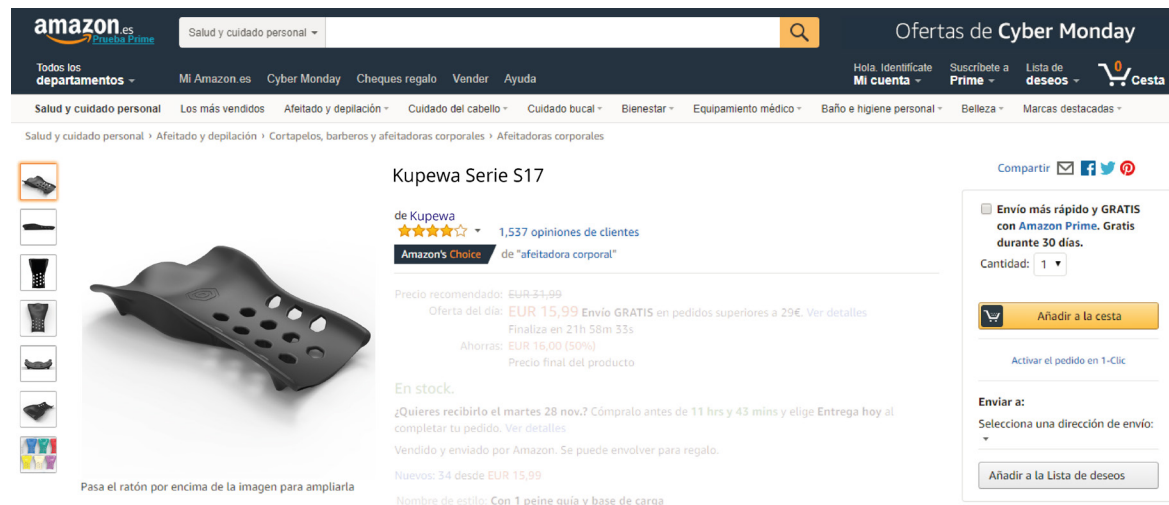 amazon.es
Prueba Prime
Salud y cuidado personal
Ofertas de Cyber Monday
Todos los
departamentos
Mi Amazon.es Cyber Monday Cheques regalo Vender Ayuda
Hola. Identifícate
Mi cuenta
Suscríbete a
Prime
Lista de
deseos
0
Cesta
Salud y cuidado personal Los más vendidos Afeitado y depilación Cuidado del cabello Cuidado bucal Bienestar Equipamiento médico Baño e higiene personal Belleza Marcas destacadas
Salud y cuidado personal › Afeitado y depilación › Cortapelos, barberos y afeitadoras corporales › Afeitadoras corporales
Kupewa Serie S17
de Kupewa
1,537 opiniones de clientes
Amazon's Choice de "afeitadora corporal"
Precio recomendado: EUR 31,99
Oferta del día: EUR 15,99 Envío GRATIS en pedidos superiores a 29€. Ver detalles
Finaliza en 21h 58m 33s
Ahorras: EUR 16,00 (50%)
Precio final del producto
En stock.
¿Quieres recibirlo el martes 28 nov.? Cómpralo antes de 11 hrs y 43 mins y elige Entrega hoy al
completar tu pedido. Ver detalles
Vendido y enviado por Amazon. Se puede envolver para regalo.
Nuevos: 34 desde EUR 15,99
Nombre de estilo: Con 1 peine guía y base de carga
Pasa el ratón por encima de la imagen para ampliarla
Compartir
Envío más rápido y GRATIS
con Amazon Prime. Gratis
durante 30 días.
Cantidad: 1
Añadir a la cesta
Activar el pedido en 1-Clic
Enviar a:
Selecciona una dirección de envío:
Añadir a la Lista de deseos